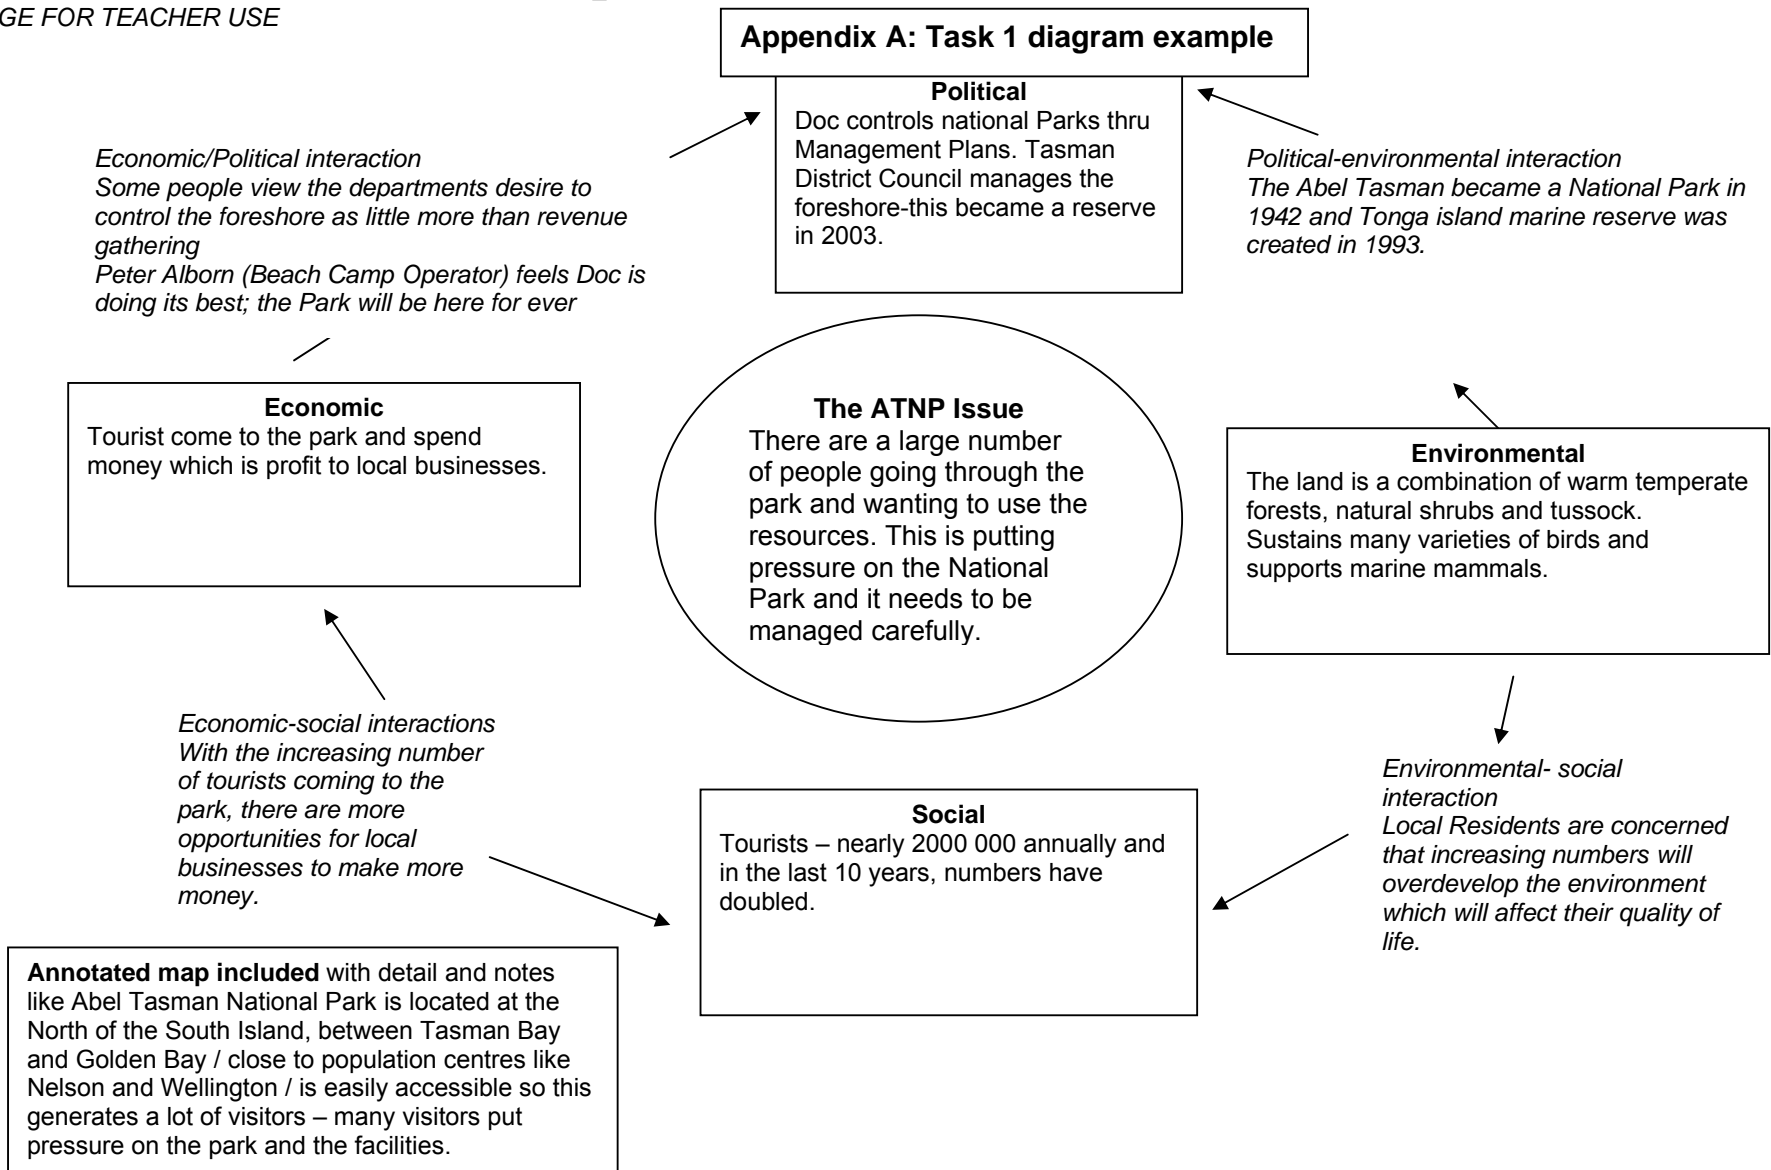 GE FOR TEACHER USE
Appendix A: Task 1 diagram example
Political
Doc controls national Parks thru
Management Plans. Tasman
District Council manages the
foreshore-this became a reserve
in 2003.
Economic/Political interaction
Some people view the departments desire to
control the foreshore as little more than revenue
gathering
Peter Alborn (Beach Camp Operator) feels Doc is
doing its best; the Park will be here for ever
Political-environmental interaction
The Abel Tasman became a National Park in
1942 and Tonga island marine reserve was
created in 1993.
Economic
Tourist come to the park and spend
money which is profit to local businesses.
The ATNP Issue
There are a large number
of people going through the
park and wanting to use the
resources. This is putting
pressure on the National
Park and it needs to be
managed carefully.
Environmental
The land is a combination of warm temperate
forests, natural shrubs and tussock.
Sustains many varieties of birds and
supports marine mammals.
Economic-social interactions
With the increasing number
of tourists coming to the
park, there are more
opportunities for local
businesses to make more
money.
Social
Tourists – nearly 2000 000 annually and
in the last 10 years, numbers have
doubled.
Environmental- social
interaction
Local Residents are concerned
that increasing numbers will
overdevelop the environment
which will affect their quality of
life.
Annotated map included with detail and notes
like Abel Tasman National Park is located at the
North of the South Island, between Tasman Bay
and Golden Bay / close to population centres like
Nelson and Wellington / is easily accessible so this
generates a lot of visitors – many visitors put
pressure on the park and the facilities.